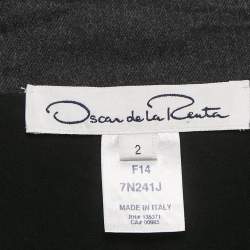 Oscar de la Renta
2
F14
7N241J
MADE IN ITALY